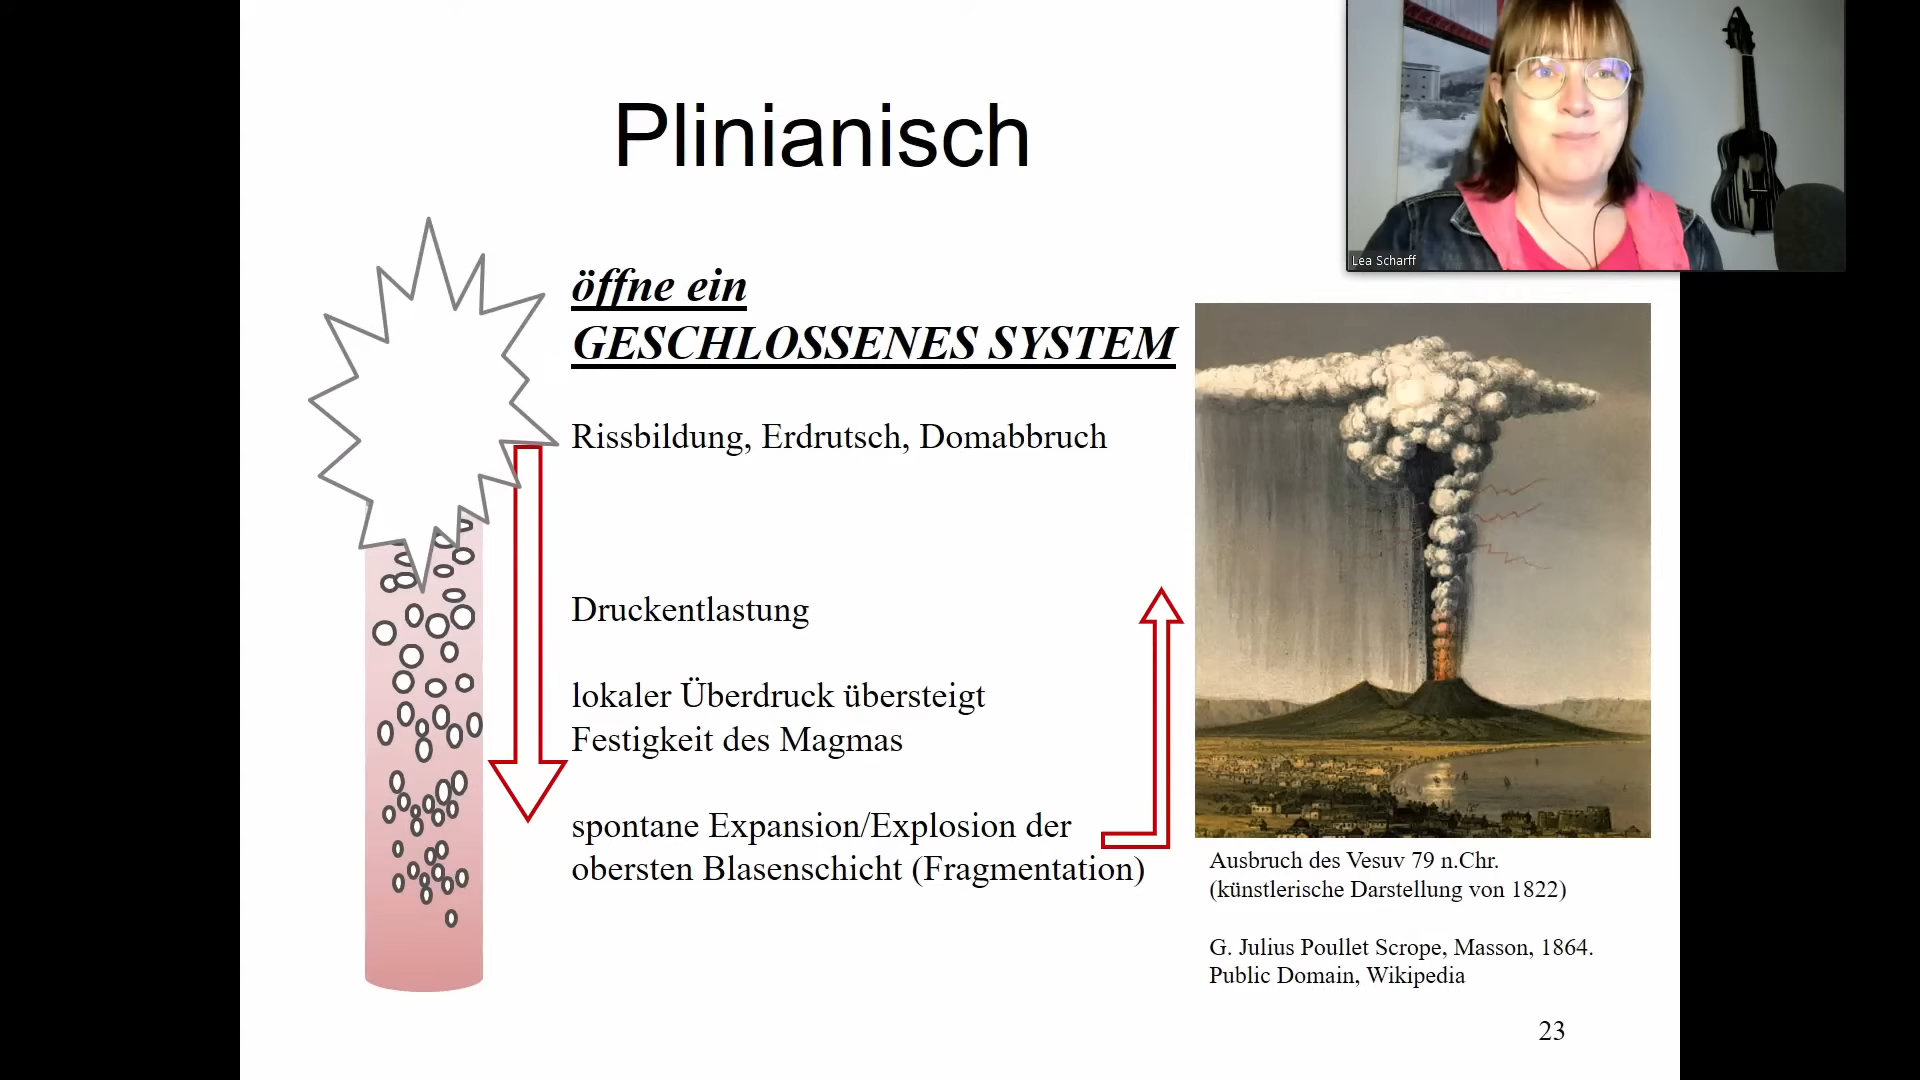 Plinianisch
Lea Scharff
öffne ein
GESCHLOSSENES SYSTEM
Rissbildung, Erdrutsch, Domabbruch
Druckentlastung
lokaler Überdruck übersteigt
Festigkeit des Magmas
spontane Expansion/Explosion der
obersten Blasenschicht (Fragmentation)
Ausbruch des Vesuv 79 n.Chr.
(künstlerische Darstellung von 1822)
G. Julius Poullet Scrope, Masson, 1864.
Public Domain, Wikipedia
23